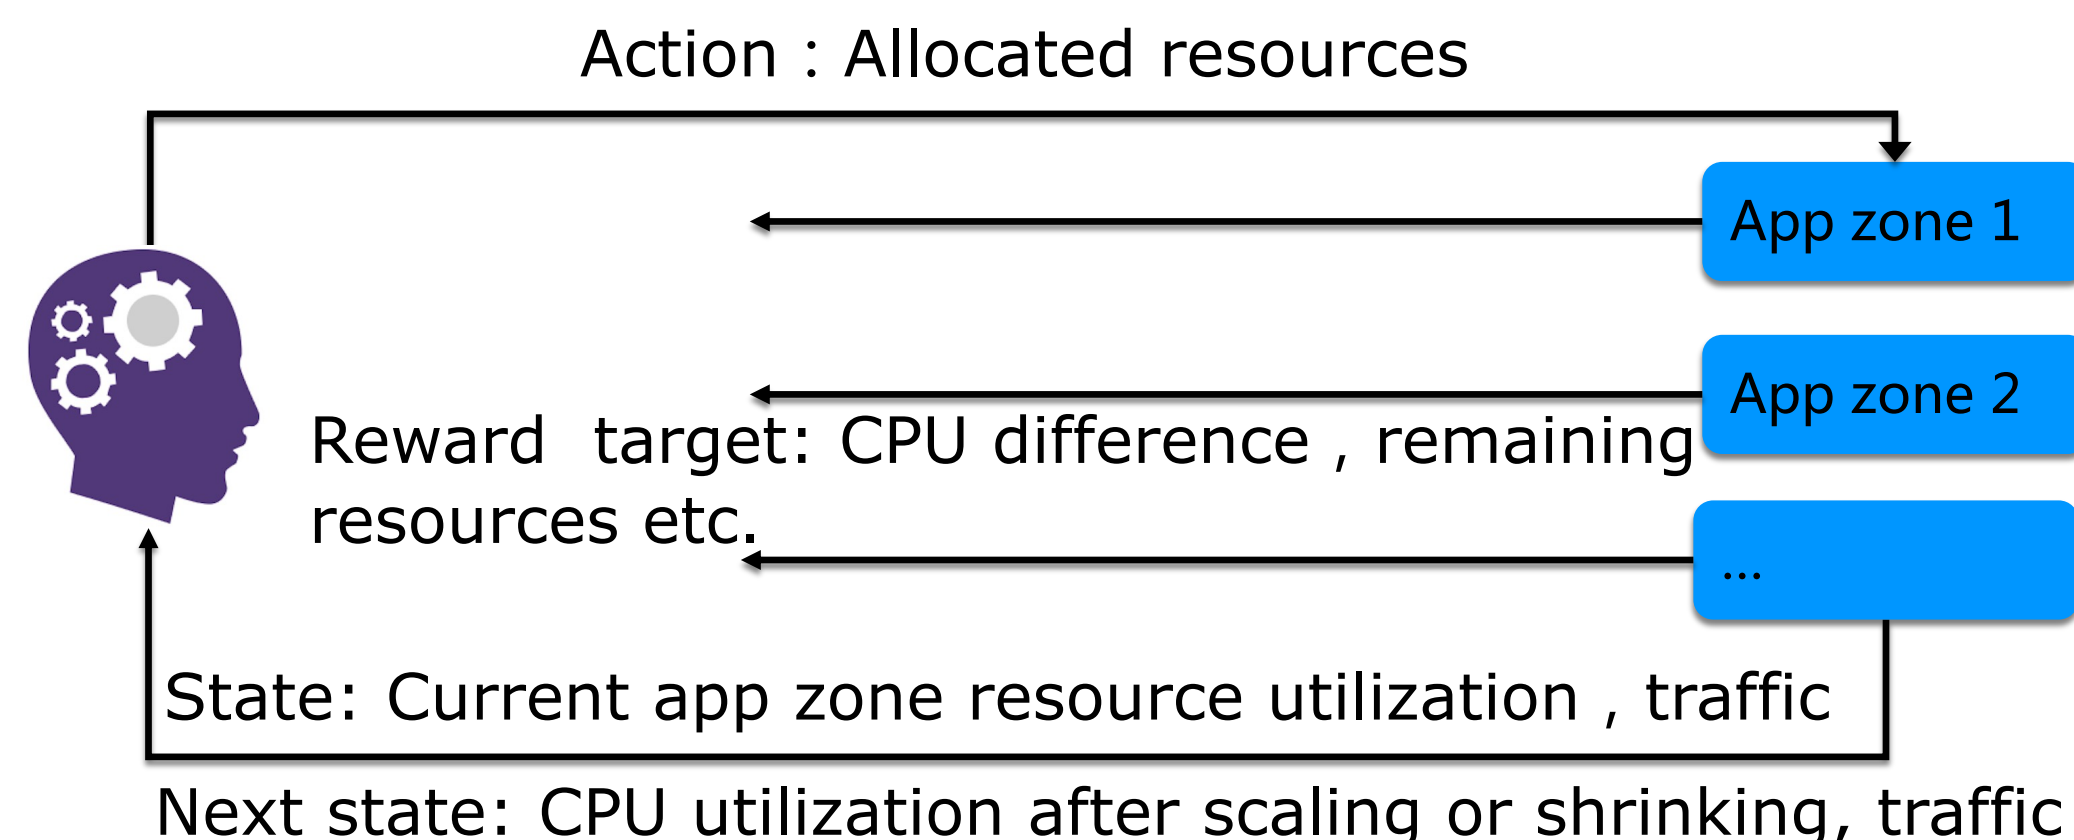 Action : Allocated resources
App zone 1
App zone 2
Reward target: CPU difference , remaining
resources etc.
...
State: Current app zone resource utilization , traffic
Next state: CPU utilization after scaling or shrinking, traffic